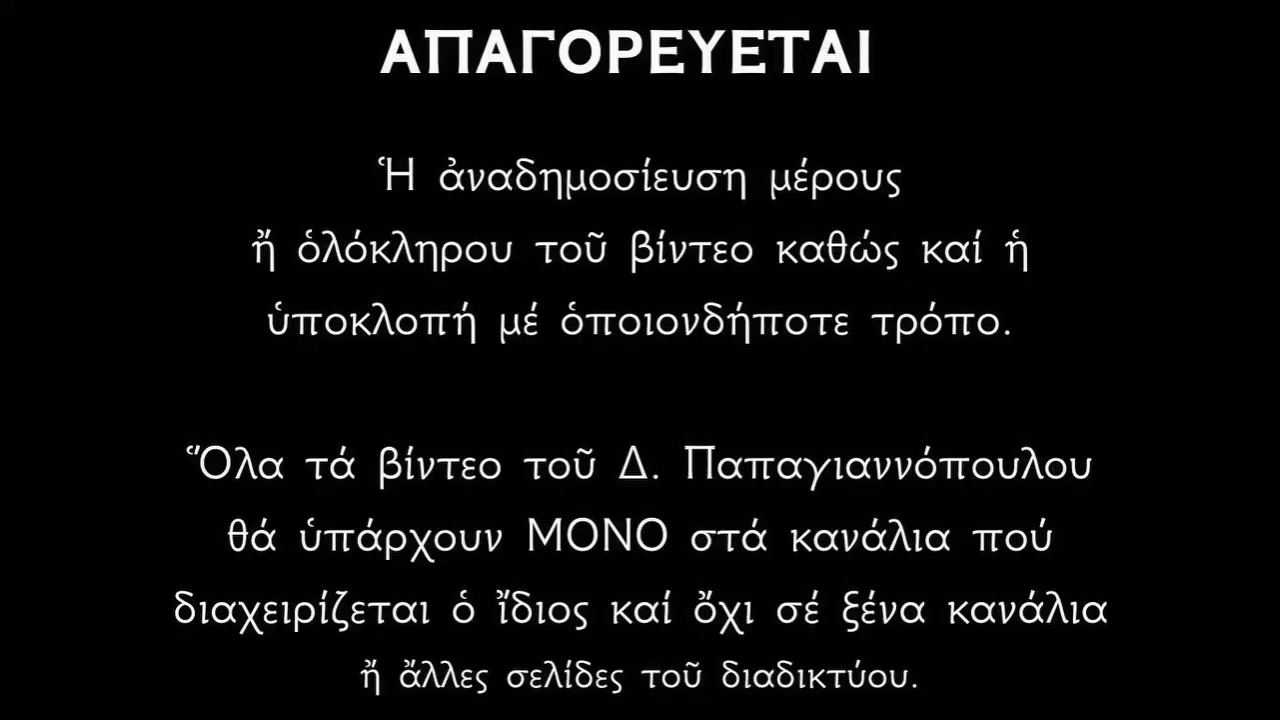 ΑΠΑΓΟΡΕΥΕΤΑΙ
Ἡ ἀναδημοσίευση μέρους
ἤ ὁλόκληρου τοῦ βίντεο καθώς καί ἡ
ὑποκλοπή μέ ὁποιονδήποτε τρόπο.
Ὅλα τά βίντεο τοῦ Δ. Παπαγιαννόπουλου
θά ὑπάρχουν ΜΟΝΟ στά κανάλια πού
διαχειρίζεται ὁ ἴδιος καί ὄχι σέ ξένα κανάλια
ἤ ἄλλες σελίδες τοῦ διαδικτύου.